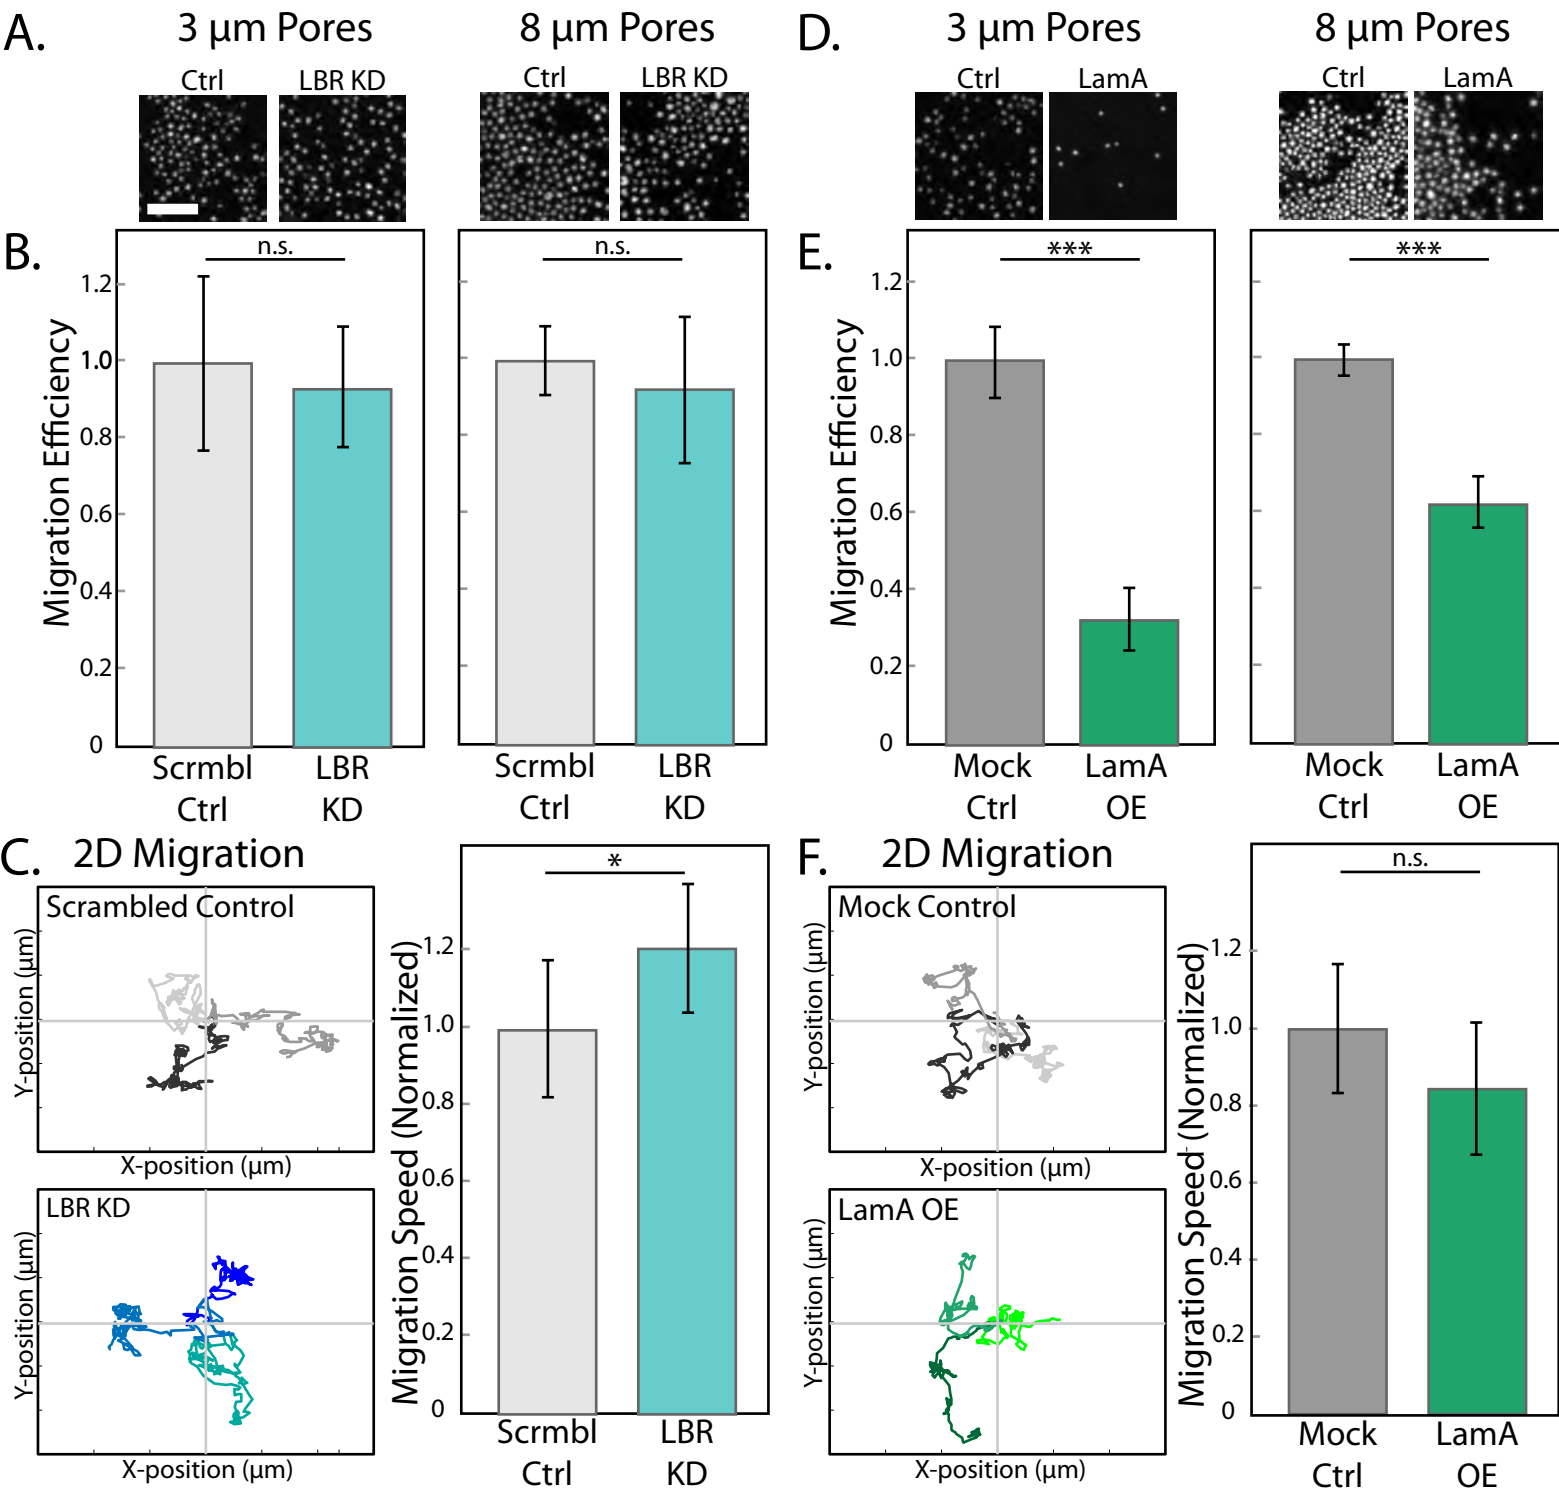 A.
3 µm Pores
8 µm Pores
Ctrl
LBR KD
Ctrl
LBR KD
B.
Migration Efficiency
1.2
1.0
0.8
0.6
0.4
0.2
0
n.s.
n.s.
Scrmbl
Ctrl
LBR
KD
Scrmbl
Ctrl
LBR
KD
C.
2D Migration
Scrambled Control
Y-position (µm)
X-position (µm)
LBR KD
Y-position (µm)
X-position (µm)
Migration Speed (Normalized)
1.2
1.0
0.8
0.6
0.4
0.2
0
*
Scrmbl
Ctrl
LBR
KD
D.
3 µm Pores
8 µm Pores
Ctrl
LamA
Ctrl
LamA
E.
Migration Efficiency
1.2
1.0
0.8
0.6
0.4
0.2
0
***
***
Mock
Ctrl
LamA
OE
Mock
Ctrl
LamA
OE
F.
2D Migration
Mock Control
Y-position (µm)
X-position (µm)
LamA OE
Y-position (µm)
X-position (µm)
Migration Speed (Normalized)
1.2
1.0
0.8
0.6
0.4
0.2
0
n.s.
Mock
Ctrl
LamA
OE